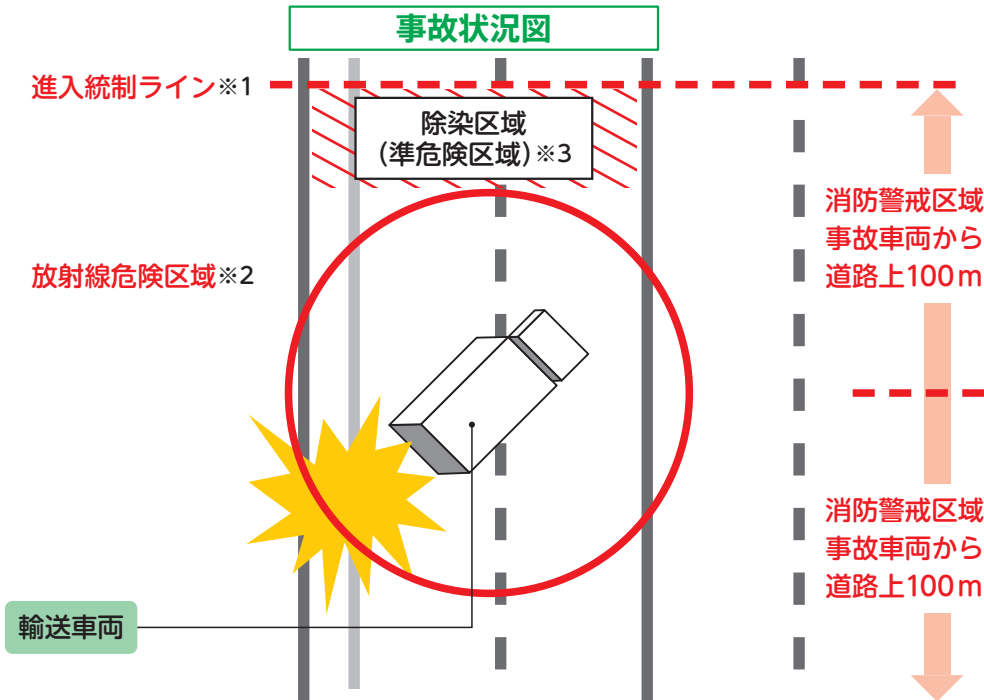 事故状況図
進入統制ライン※1
除染区域
(準危険区域)※3
消防警戒区域
事故車両から
道路上100m
放射線危険区域※2
消防警戒区域
事故車両から
道路上100m
輸送車両